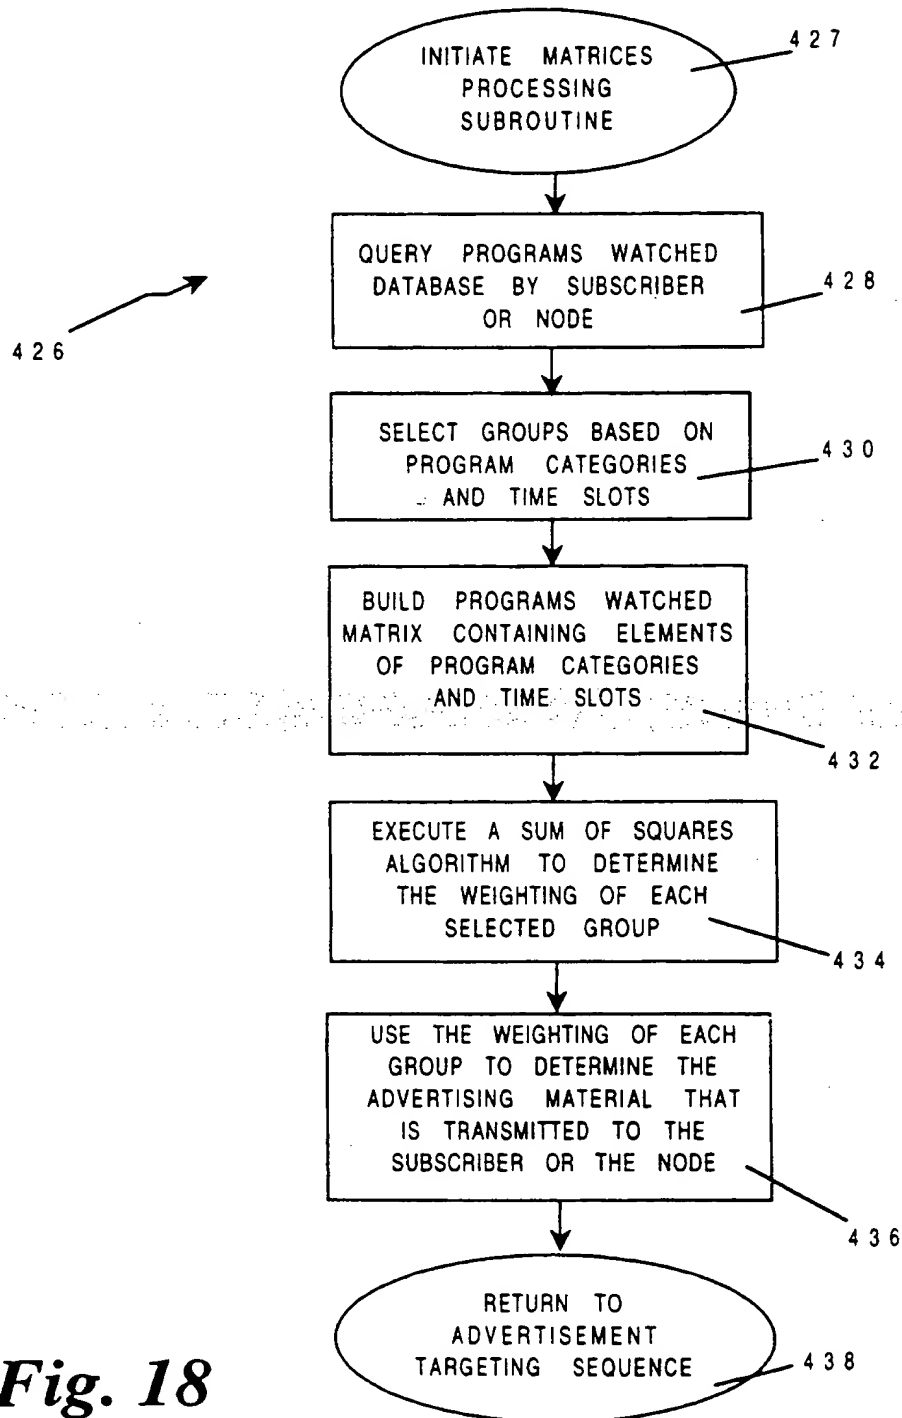 INITIATE MATRICES
PROCESSING
SUBROUTINE
427
QUERY PROGRAMS WATCHED
DATABASE BY SUBSCRIBER
OR NODE
428
426
SELECT GROUPS BASED ON
PROGRAM CATEGORIES
AND TIME SLOTS
430
BUILD PROGRAMS WATCHED
MATRIX CONTAINING ELEMENTS
OF PROGRAM CATEGORIES
AND TIME SLOTS
432
EXECUTE A SUM OF SQUARES
ALGORITHM TO DETERMINE
THE WEIGHTING OF EACH
SELECTED GROUP
434
USE THE WEIGHTING OF EACH
GROUP TO DETERMINE THE
ADVERTISING MATERIAL THAT
IS TRANSMITTED TO THE
SUBSCRIBER OR THE NODE
436
RETURN TO
ADVERTISEMENT
TARGETING SEQUENCE
438
Fig. 18